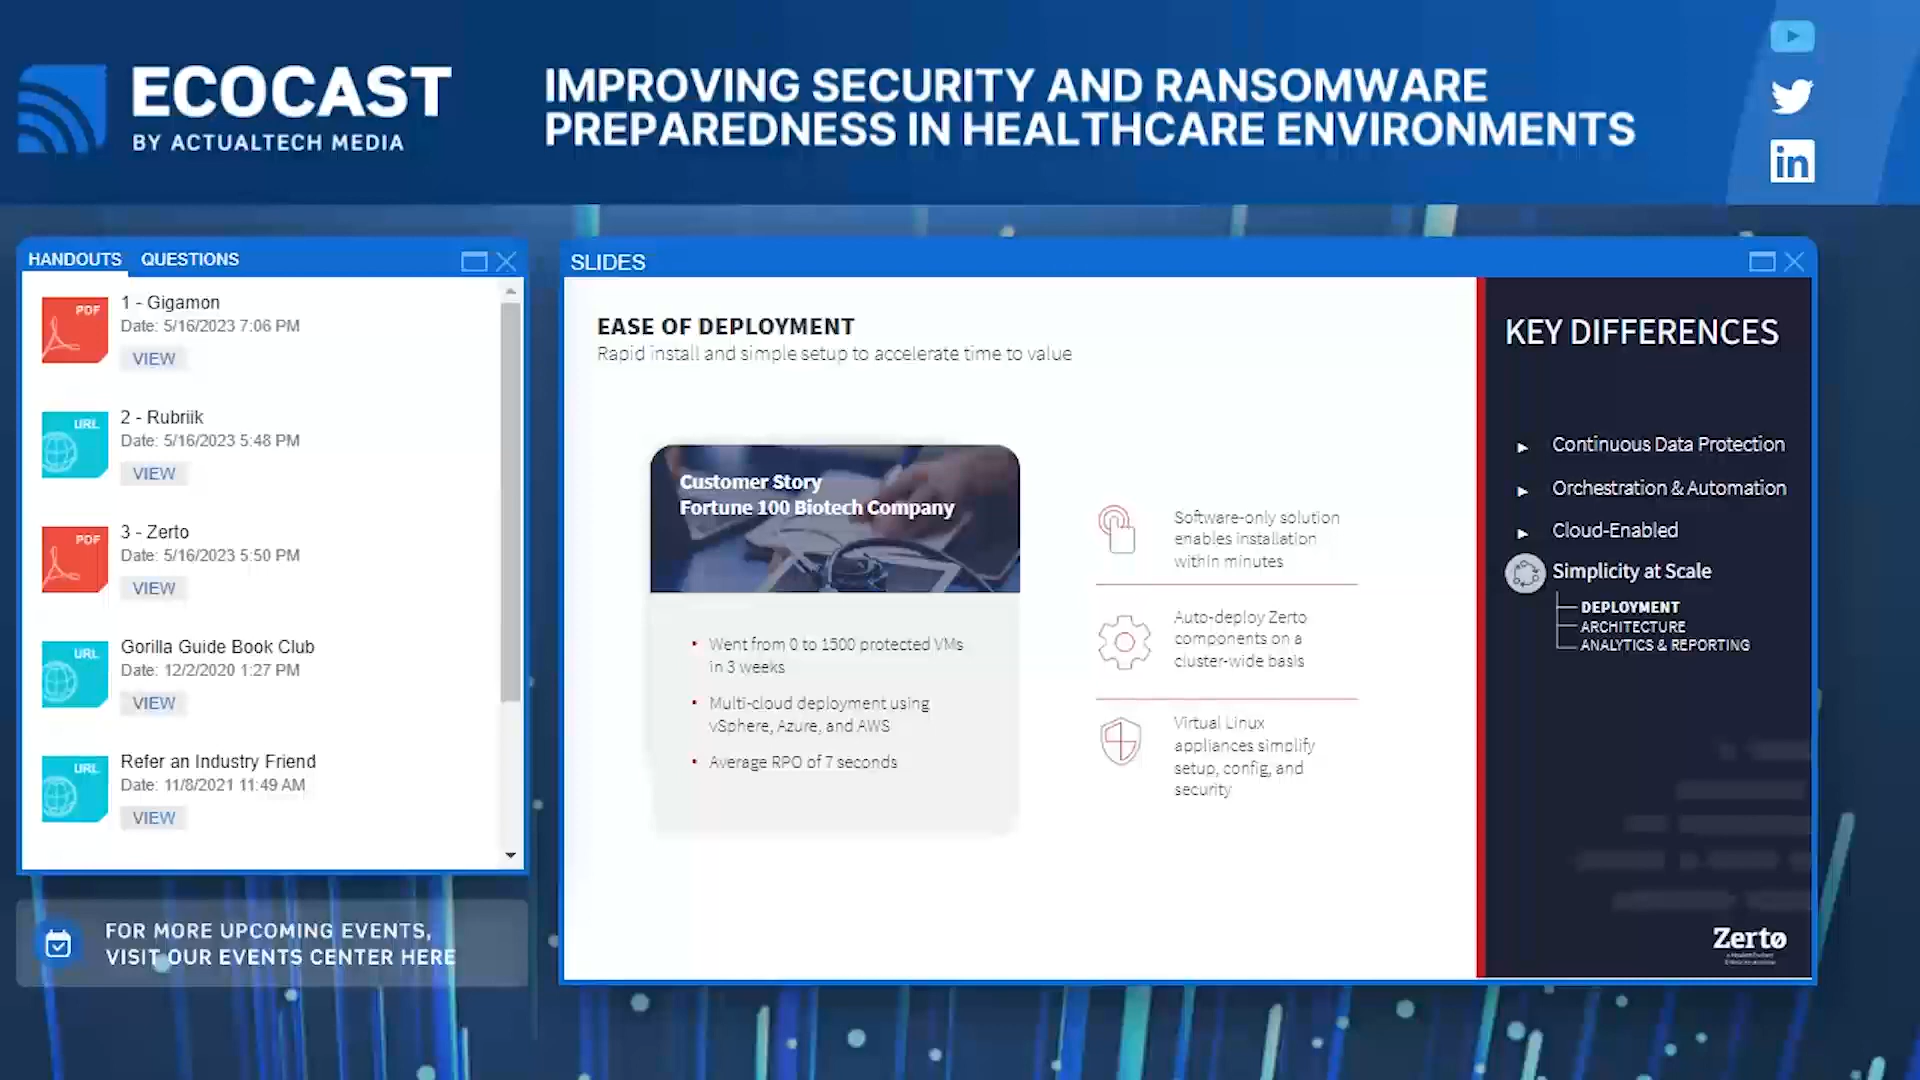 ECOCAST
BY ACTUALTECH MEDIA
IMPROVING SECURITY AND RANSOMWARE
PREPAREDNESS IN HEALTHCARE ENVIRONMENTS
in
HANDOUTS QUESTIONS
PDF
1 - Gigamon
Date: 5/16/2023 7:06 PM
VIEW
URL
2 - Rubriik
Date: 5/16/2023 5:48 PM
VIEW
PDF
3 - Zerto
Date: 5/16/2023 5:50 PM
VIEW
URL
Gorilla Guide Book Club
Date: 12/2/2020 1:27 PM
VIEW
URL
Refer an Industry Friend
Date: 11/8/2021 11:49 AM
VIEW
FOR MORE UPCOMING EVENTS,
VISIT OUR EVENTS CENTER HERE
SLIDES
EASE OF DEPLOYMENT
Rapid install and simple setup to accelerate time to value
Customer Story
Fortune 100 Biotech Company
• Went from 0 to 1500 protected VMs
in 3 weeks
• Multi-cloud deployment using
vSphere, Azure, and AWS
• Average RPO of 7 seconds
Software-only solution
enables installation
within minutes
Auto-deploy Zerto
components on a
cluster-wide basis
Virtual Linux
appliances simplify
setup, config, and
security
KEY DIFFERENCES
Continuous Data Protection
Orchestration & Automation
Cloud-Enabled
Simplicity at Scale
DEPLOYMENT
ARCHITECTURE
ANALYTICS & REPORTING
Zertø